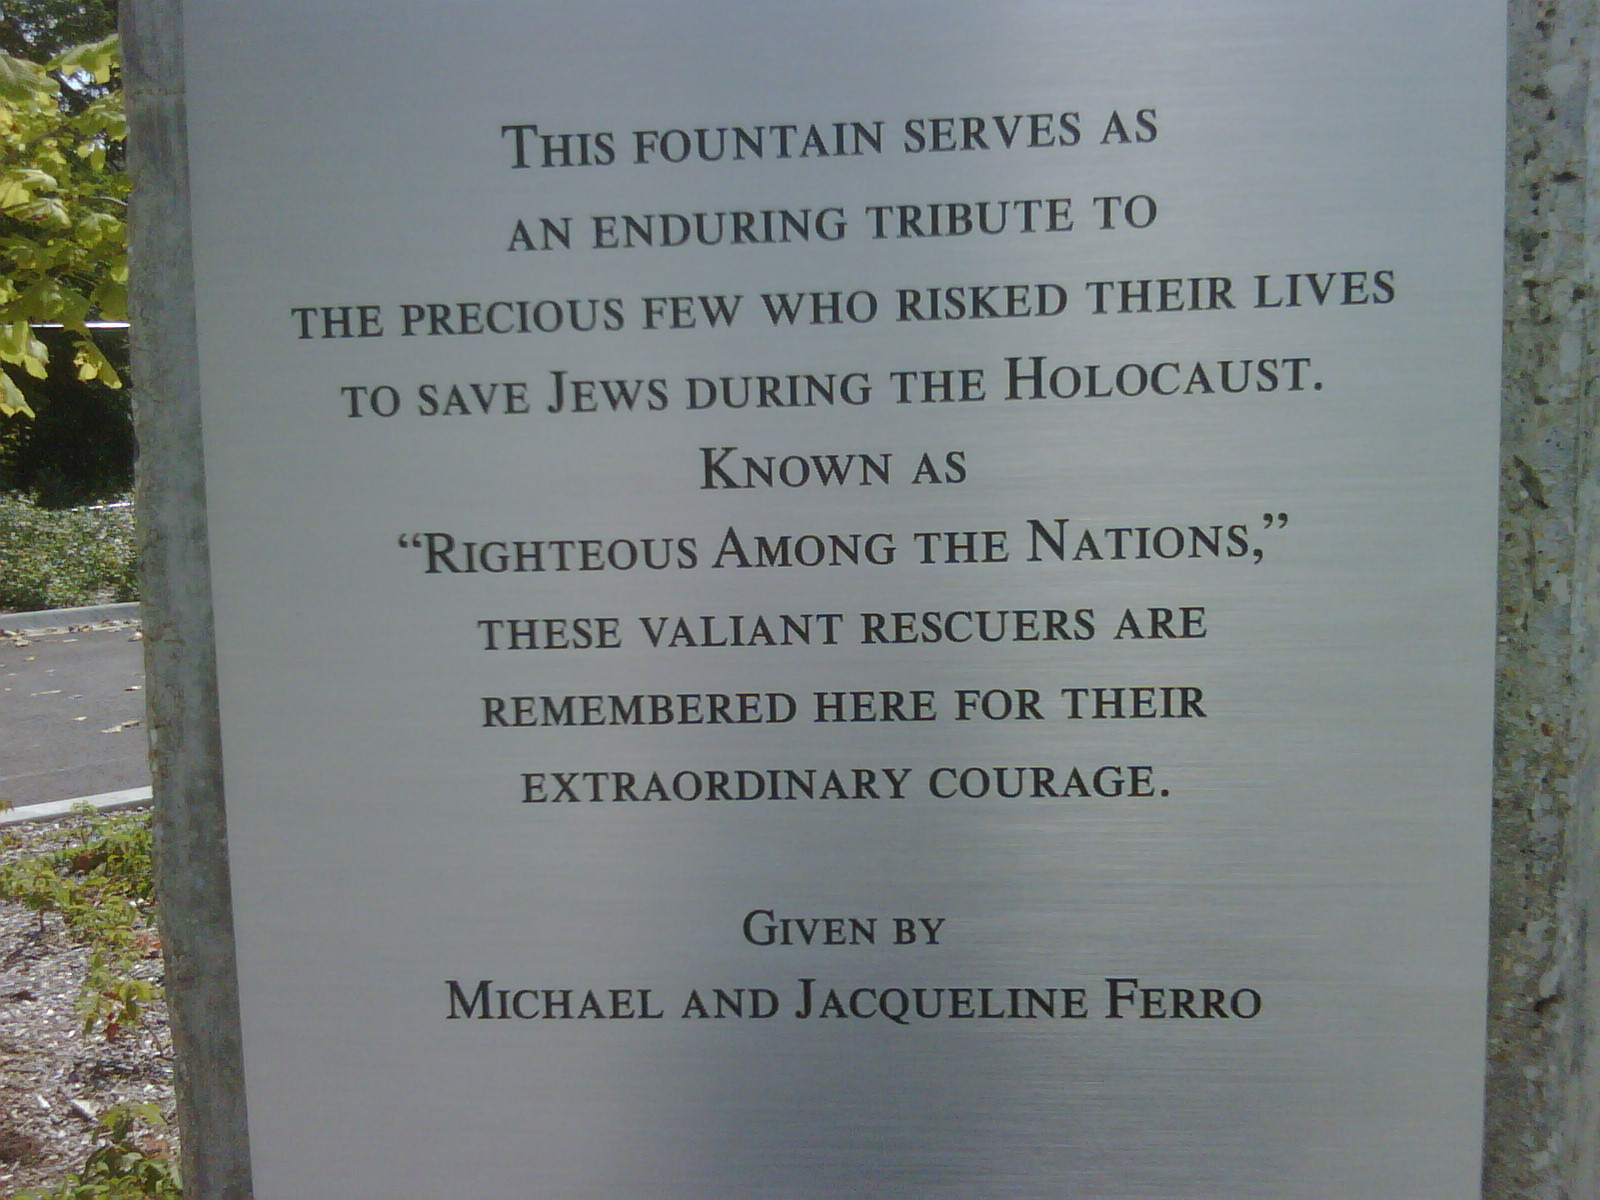 This fountain serves as
an enduring tribute to
the precious few who risked their lives
to save Jews during the Holocaust.
Known as
“Righteous Among the Nations,”
these valiant rescuers are
remembered here for their
extraordinary courage.
Given by
Michael and Jacqueline Ferro